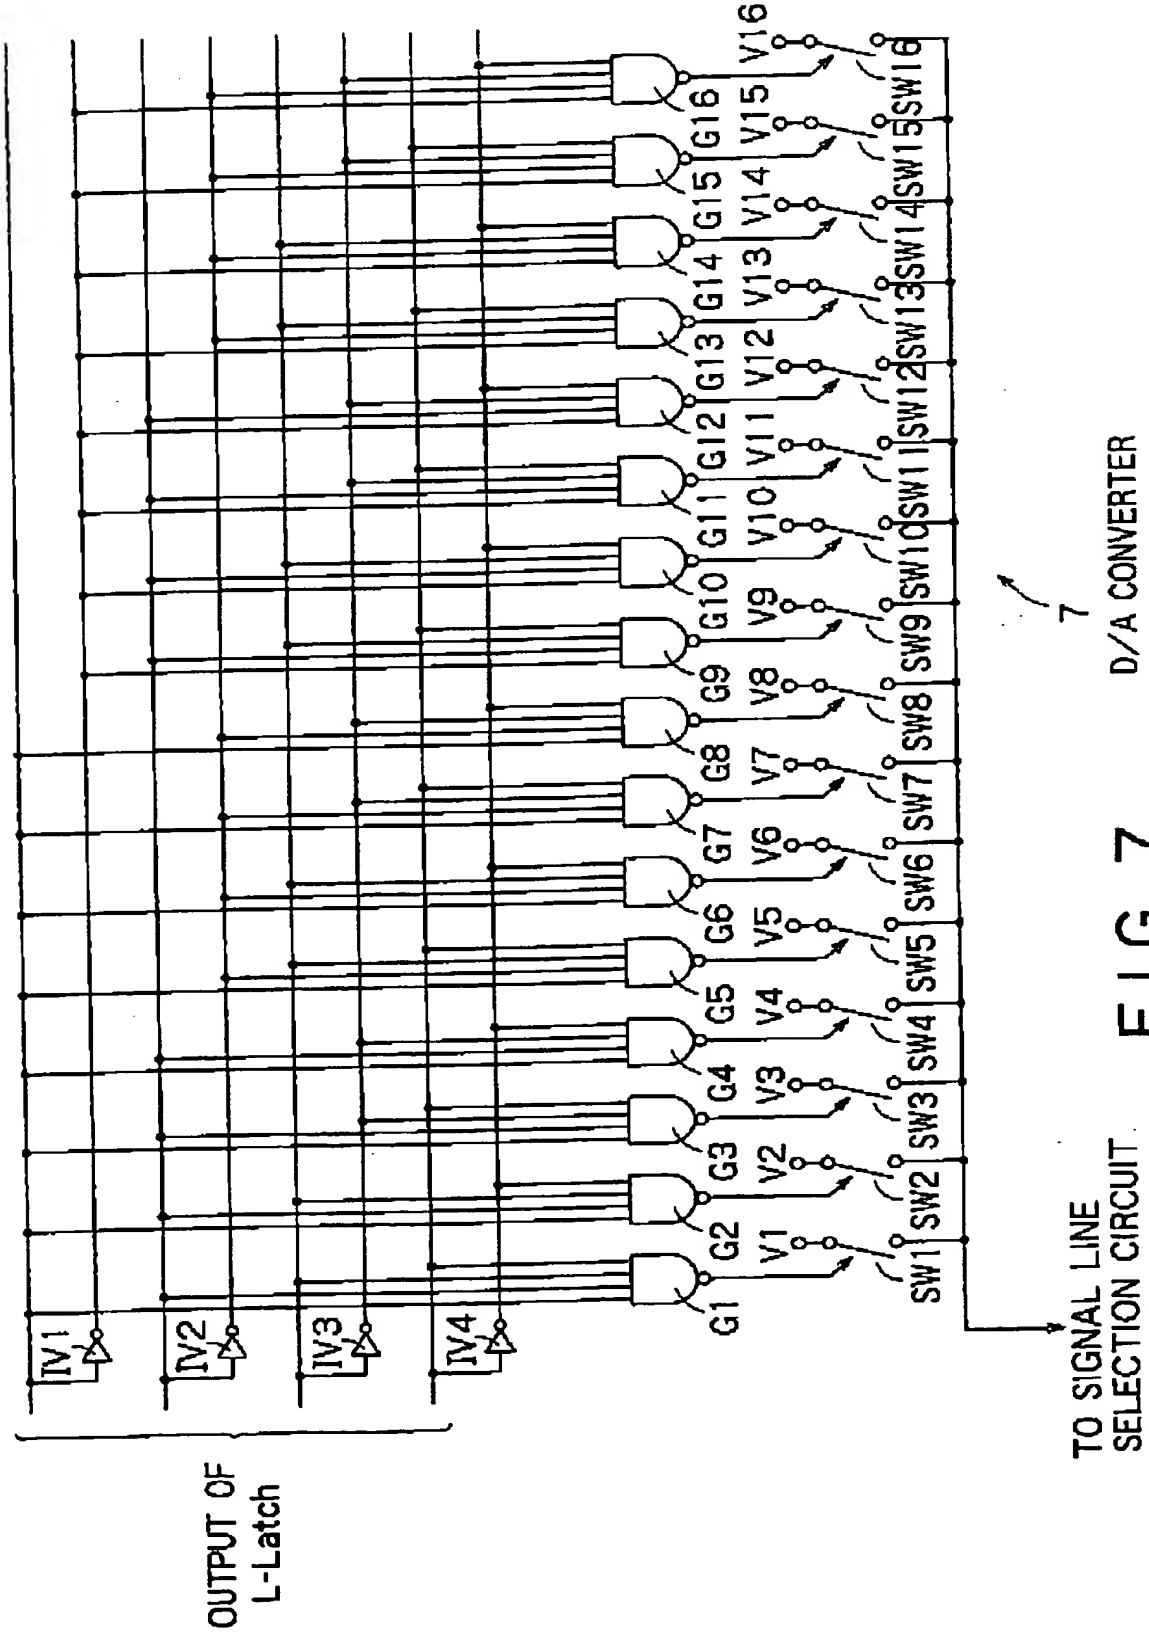 OUTPUT OF
L-Latch
IV1
IV2
IV3
IV4
G1
G2
G3
G4
G5
G6
G7
G8
G9
G10
G11
G12
G13
G14
G15
G16
V1
V2
V3
V4
V5
V6
V7
V8
V9
V10
V11
V12
V13
V14
V15
V16
SW1
SW2
SW3
SW4
SW5
SW6
SW7
SW8
SW9
SW10
SW11
SW12
SW13
SW14
SW15
SW16
TO SIGNAL LINE
SELECTION CIRCUIT
7
D/A CONVERTER
FIG. 7